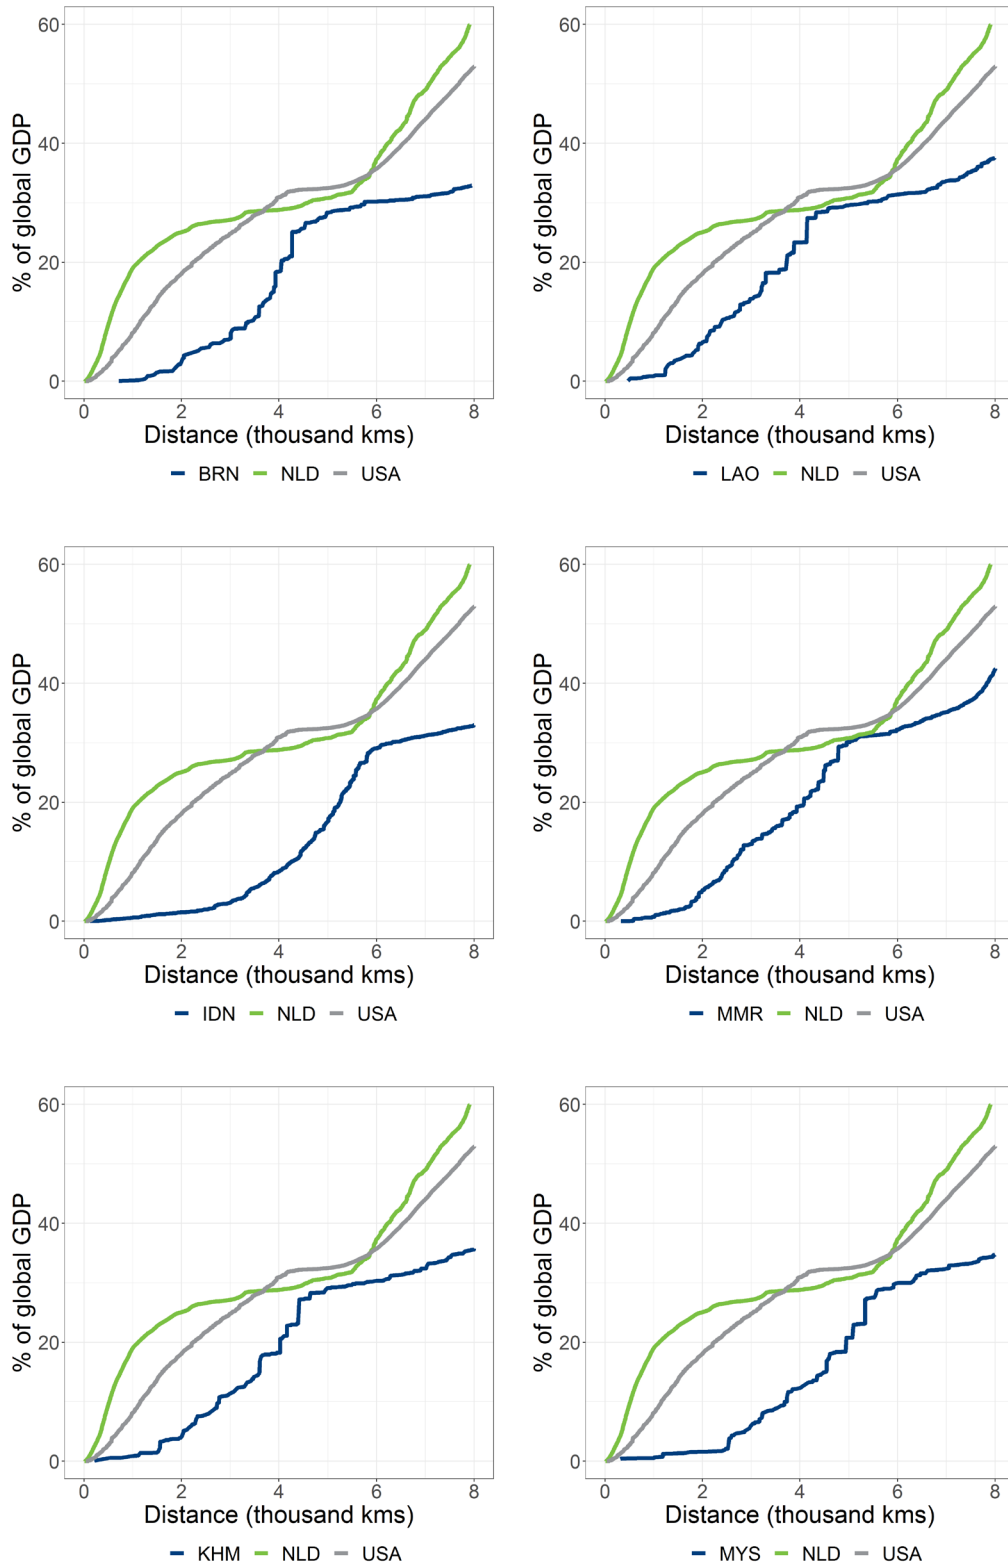 60
40
20
0
% of global GDP
0 2 4 6 8
Distance (thousand kms)
BRN NLD USA
60
40
20
0
% of global GDP
0 2 4 6 8
Distance (thousand kms)
LAO NLD USA
60
40
20
0
% of global GDP
0 2 4 6 8
Distance (thousand kms)
IDN NLD USA
60
40
20
0
% of global GDP
0 2 4 6 8
Distance (thousand kms)
MMR NLD USA
60
40
20
0
% of global GDP
0 2 4 6 8
Distance (thousand kms)
KHM NLD USA
60
40
20
0
% of global GDP
0 2 4 6 8
Distance (thousand kms)
MYS NLD USA